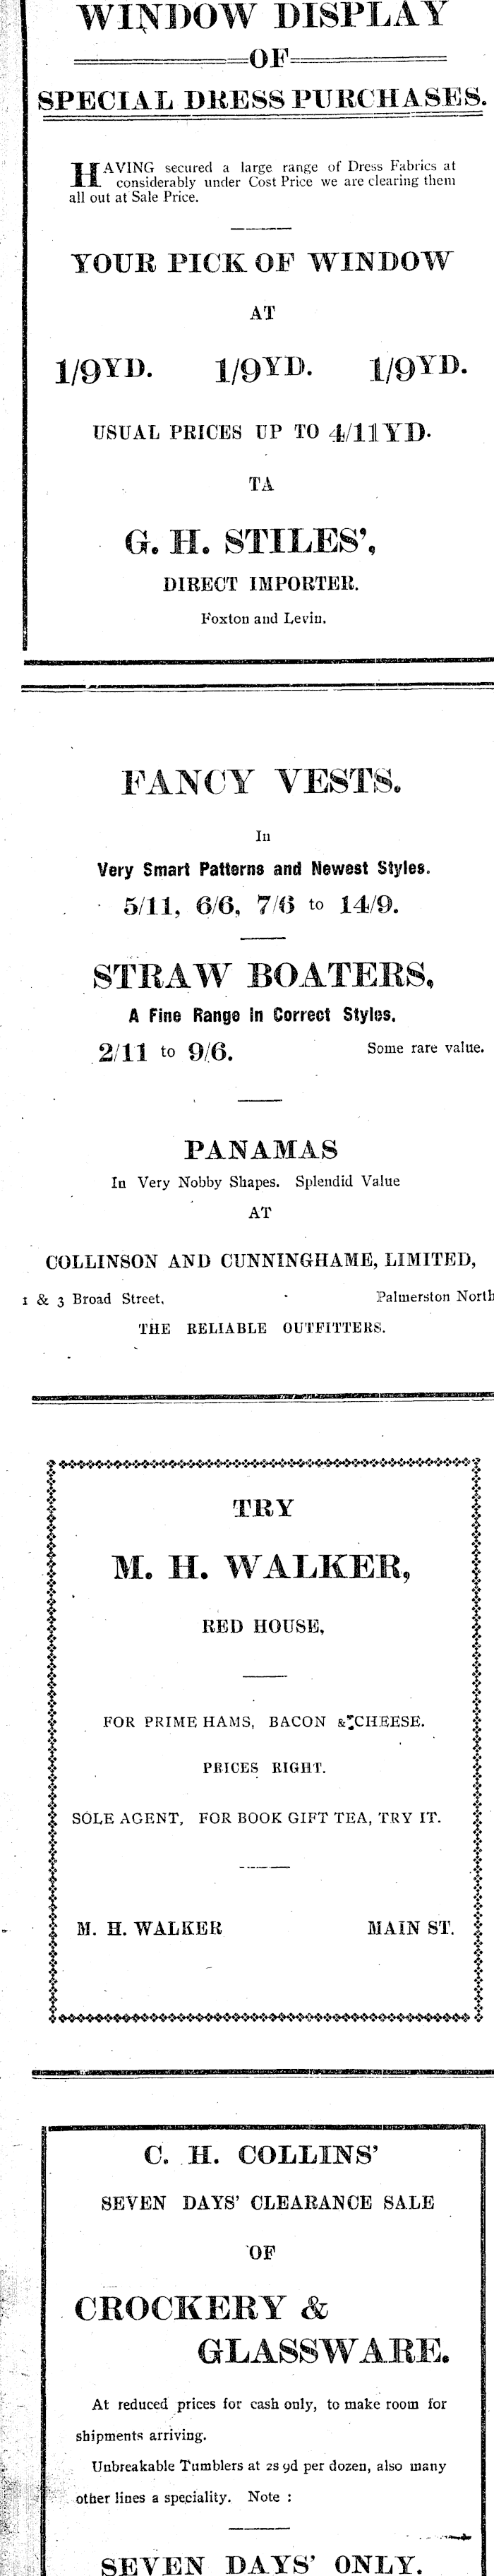 WINDOW DISPLAY
OF
SPECIAL DRESS PURCHASES.
HAVING secured a large range of Dress Fabrics at
considerably under Cost Price we are clearing them
all out at Sale Price.
YOUR PICK OF WINDOW
AT
1/9YD. 1/9YD. 1/9YD.
USUAL PRICES UP TO 4/11YD.
TA
G. H. STILES',
DIRECT IMPORTER.
Foxton and Levin.
FANCY VESTS.
In
Very Smart Patterns and Newest Styles.
5/11, 6/6, 7/6 to 14/9.
STRAW BOATERS,
A Fine Range in Correct Styles.
2/11 to 9/6. Some rare value.
PANAMAS
In Very Nobby Shapes. Splendid Value
AT
COLLINSON AND CUNNINGHAME, LIMITED,
1 & 3 Broad Street, Palmerston North
THE RELIABLE OUTFITTERS.
TRY
M. H. WALKER,
RED HOUSE,
FOR PRIME HAMS, BACON & CHEESE.
PRICES RIGHT.
SOLE AGENT, FOR BOOK GIFT TEA, TRY IT.
M. H. WALKER MAIN ST.
C. H. COLLINS'
SEVEN DAYS' CLEARANCE SALE
OF
CROCKERY &
GLASSWARE.
At reduced prices for cash only, to make room for
shipments arriving.
Unbreakable Tumblers at 2s 9d per dozen, also many
other lines a speciality. Note :
SEVEN DAYS' ONLY.